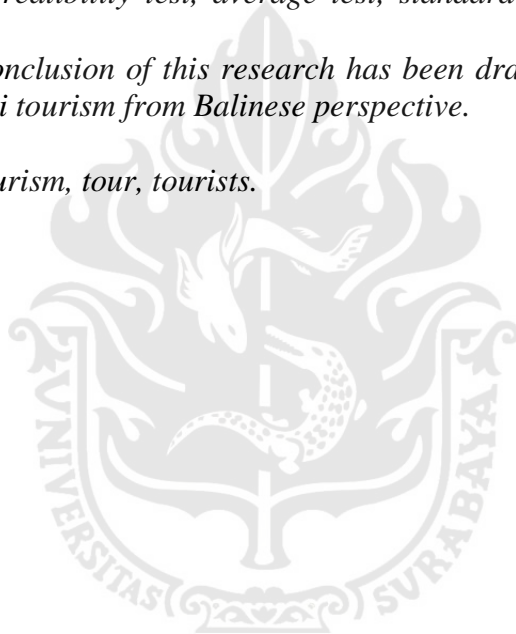 credibility test, average test, standard
onclusion of this research has been dra
i tourism from Balinese perspective.
urism, tour, tourists.
UNIVERSITAS SURABAYA